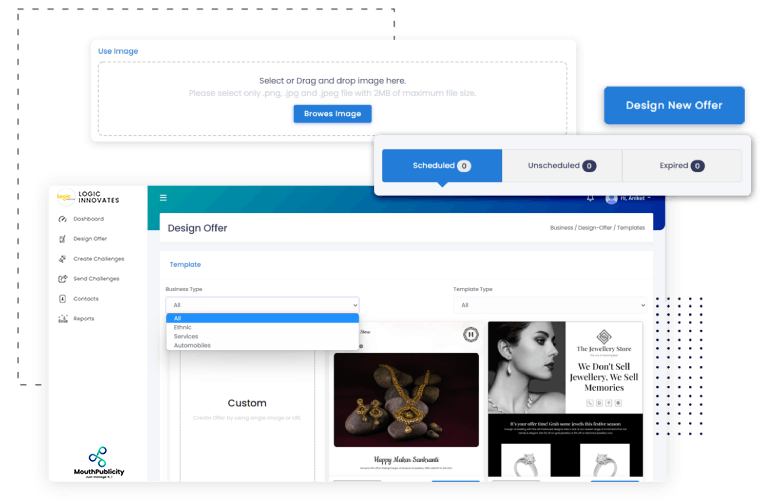 Use Image
Select or Drag and drop image here.
Please select only .png, .jpg and .jpeg file with 2MB of maximum file size.
Browes Image
Design New Offer
Scheduled 0
Unscheduled 0
Expired 0
LOGIC
INNOVATES
Hi, Aniket
Dashboard
Design Offer
Create Challenges
Send Challenges
Contacts
Reports
Design Offer
Business / Design-Offer / Templates
Template
Business Type
Template Type
All
All
All
Ethnic
Services
Automobiles
Custom
Create Offer by using single image or URL
H
Happy Makar Sankranti
The Jewellery Store
We Don't Sell
Jewellery, We Sell
Memories
It's your offer time! Grab some jewels this festive season
MouthPublicity